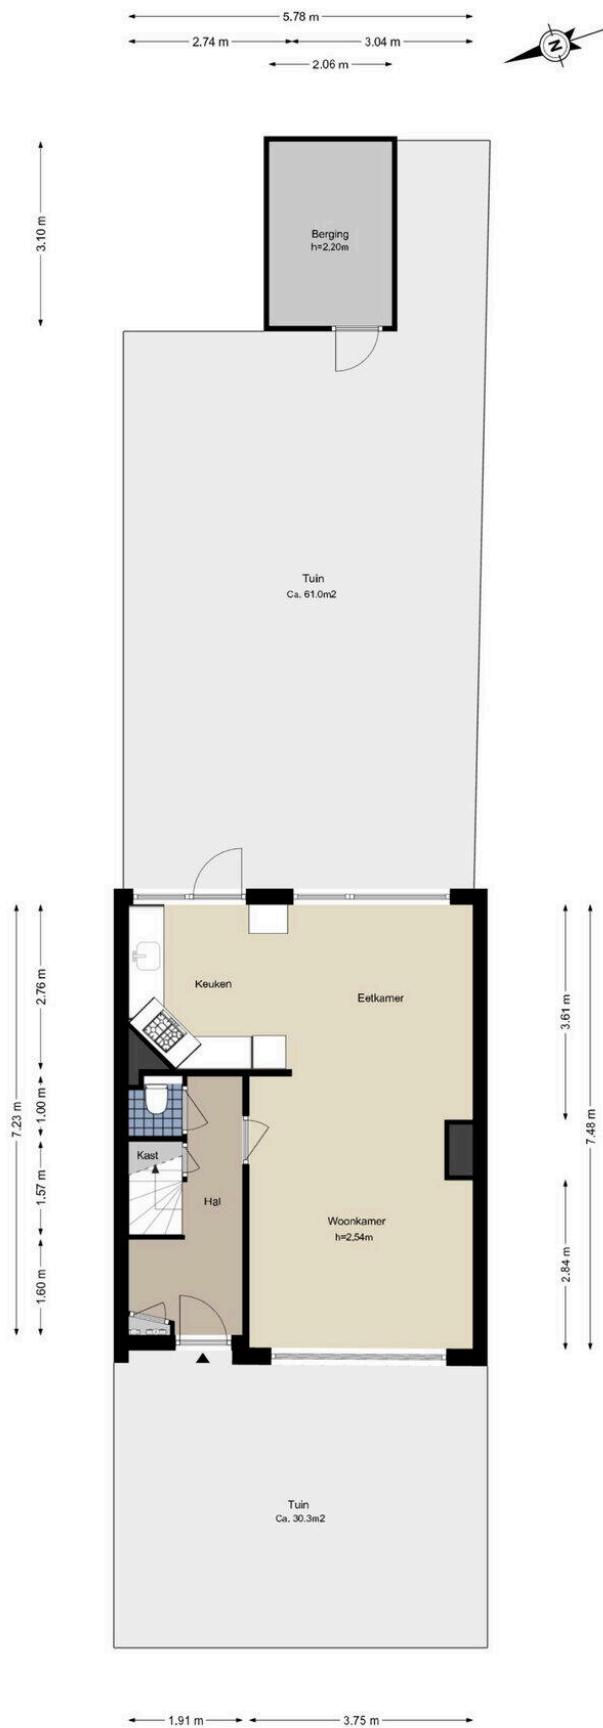 5.78 m
2.74 m
3.04 m
2.06 m
N
3.10 m
Berging
h=2,20m
Tuin
Ca. 61.0m2
2.76 m
Keuken
Eetkamer
3.61 m
1.00 m
7.23 m
7.48 m
Kast
1.57 m
Hal
Woonkamer
h=2,54m
2.84 m
1.60 m
Tuin
Ca. 30.3m2
1.91 m
3.75 m